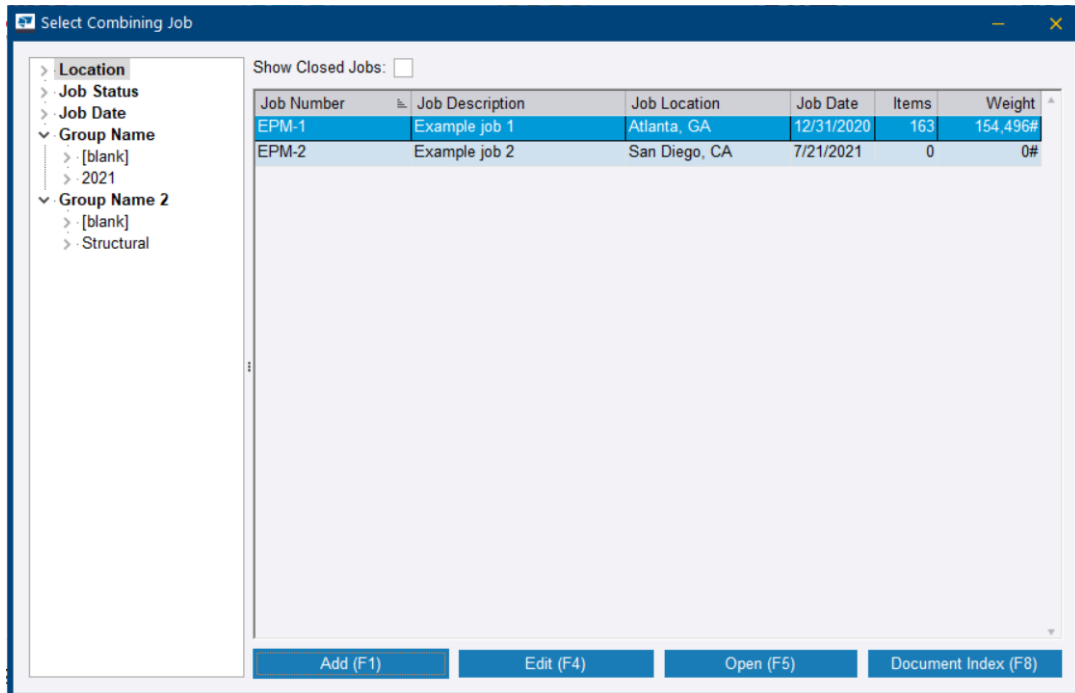 Select Combining Job
Location
Job Status
Job Date
Group Name
[blank]
2021
Group Name 2
[blank]
Structural
Show Closed Jobs:
Job Number Job Description Job Location Job Date Items Weight
EPM-1 Example job 1 Atlanta, GA 12/31/2020 163 154,496#
EPM-2 Example job 2 San Diego, CA 7/21/2021 0 0#
Add (F1) Edit (F4) Open (F5) Document Index (F8)